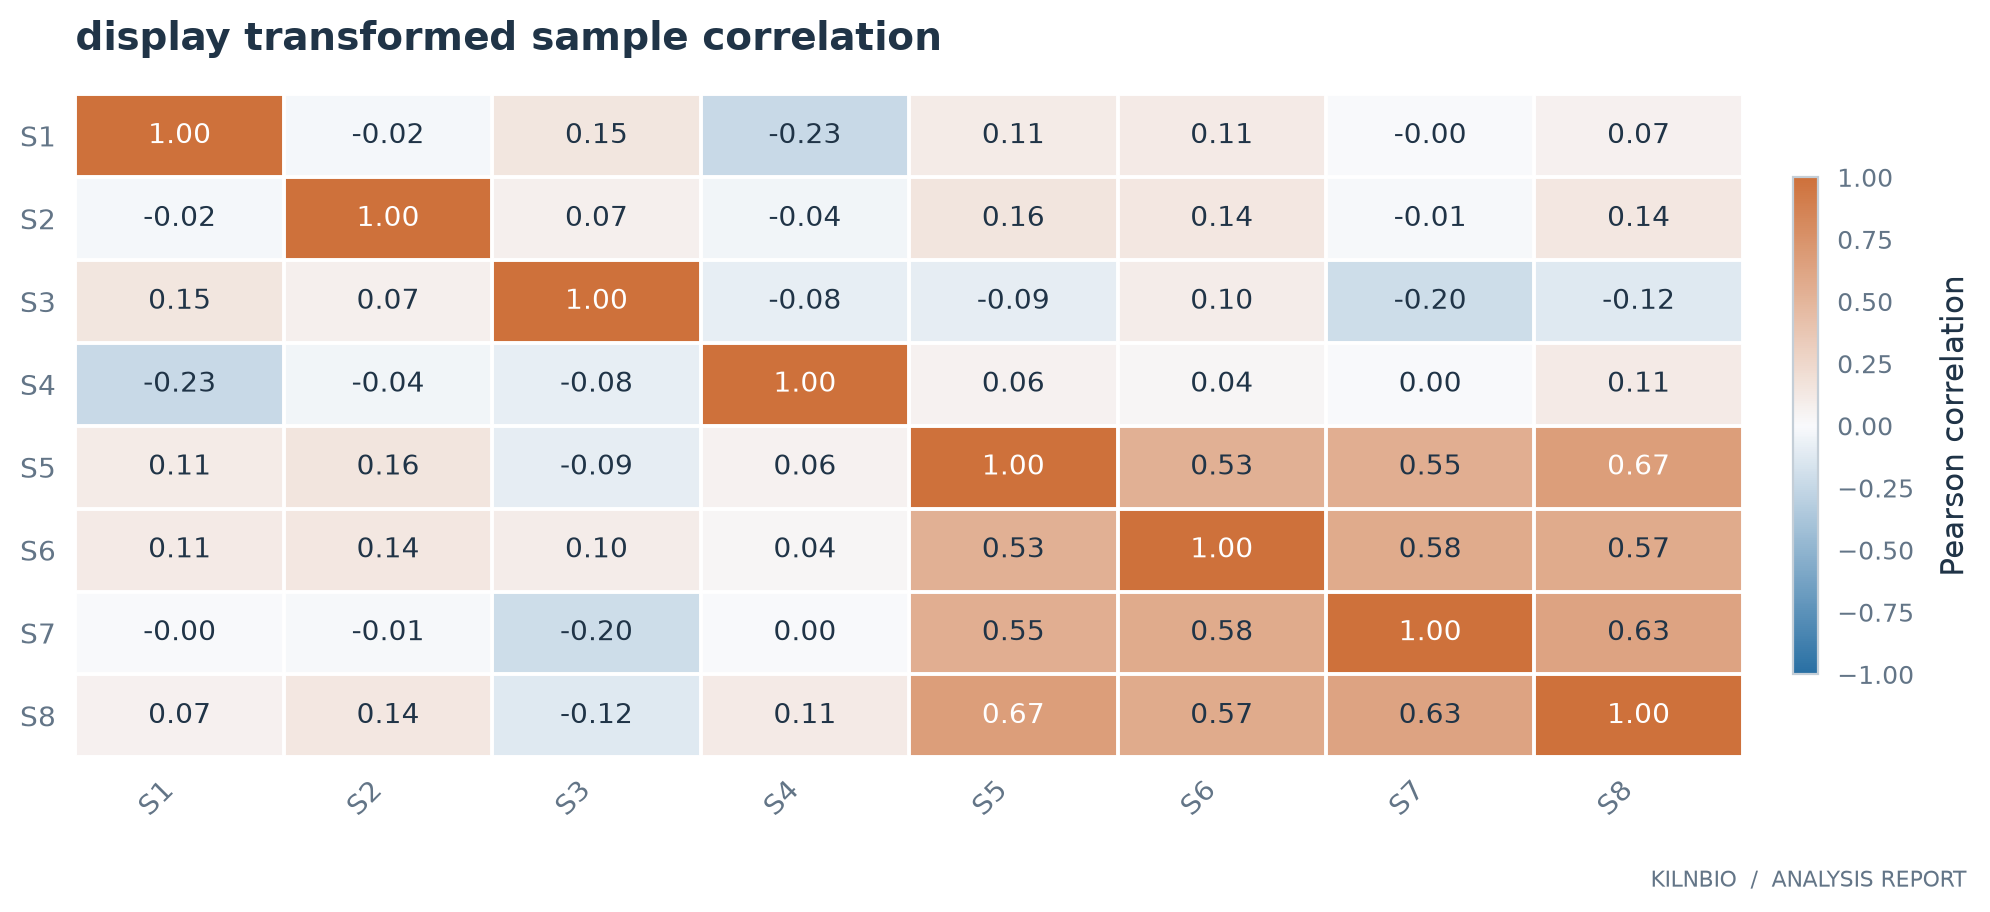 display transformed sample correlation
S1 1.00 -0.02 0.15 -0.23 0.11 0.11 -0.00 0.07
S2 -0.02 1.00 0.07 -0.04 0.16 0.14 -0.01 0.14
S3 0.15 0.07 1.00 -0.08 -0.09 0.10 -0.20 -0.12
S4 -0.23 -0.04 -0.08 1.00 0.06 0.04 0.00 0.11
S5 0.11 0.16 -0.09 0.06 1.00 0.53 0.55 0.67
S6 0.11 0.14 0.10 0.04 0.53 1.00 0.58 0.57
S7 -0.00 -0.01 -0.20 0.00 0.55 0.58 1.00 0.63
S8 0.07 0.14 -0.12 0.11 0.67 0.57 0.63 1.00
S1 S2 S3 S4 S5 S6 S7 S8
1.00
0.75
0.50
0.25
0.00
−0.25
−0.50
−0.75
−1.00
Pearson correlation
KILNBIO / ANALYSIS REPORT